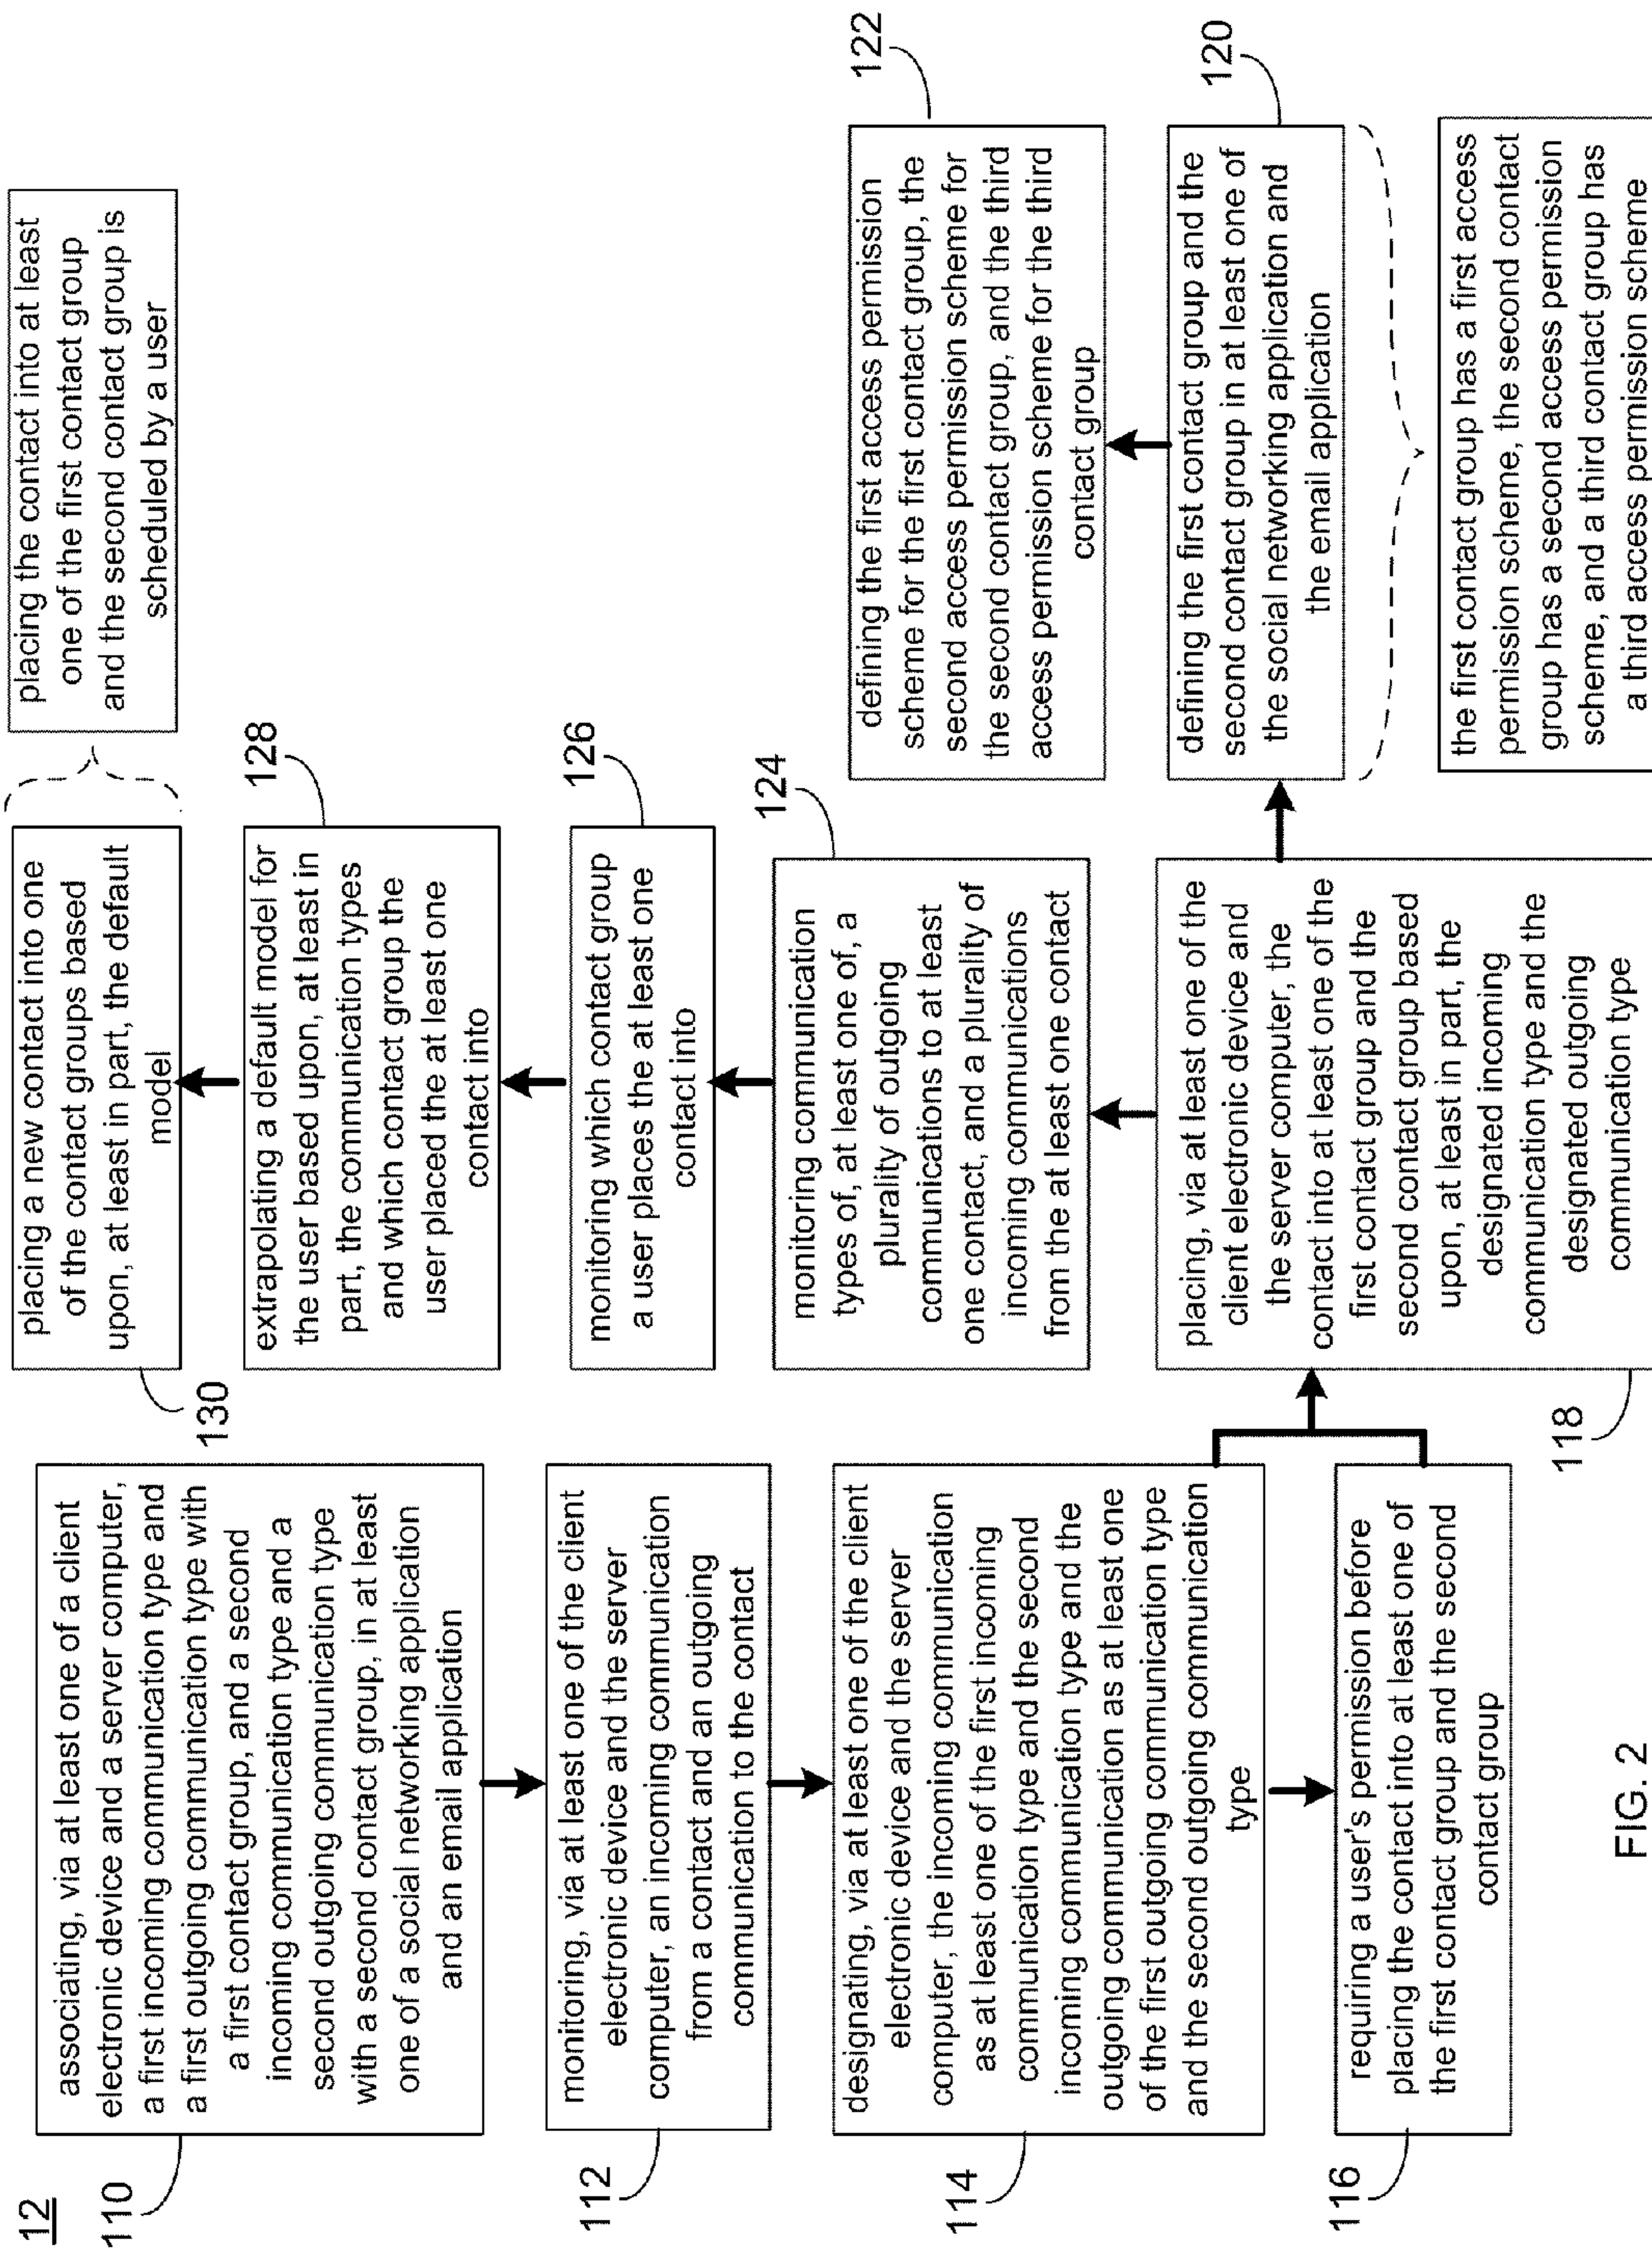 12
110
associating, via at least one of a client
electronic device and a server computer,
a first incoming communication type and
a first outgoing communication type with
a first contact group, and a second
incoming communication type and a
second outgoing communication type
with a second contact group, in at least
one of a social networking application
and an email application
112
monitoring, via at least one of the client
electronic device and the server
computer, an incoming communication
from a contact and an outgoing
communication to the contact
114
designating, via at least one of the client
electronic device and the server
computer, the incoming communication
as at least one of the first incoming
communication type and the second
incoming communication type and the
outgoing communication as at least one
of the first outgoing communication type
and the second outgoing communication
type
116
requiring a user's permission before
placing the contact into at least one of
the first contact group and the second
contact group
118
placing, via at least one of the
client electronic device and
the server computer, the
contact into at least one of the
first contact group and the
second contact group based
upon, at least in part, the
designated incoming
communication type and the
designated outgoing
communication type
124
monitoring communication
types of, at least one of, a
plurality of outgoing
communications to at least
one contact, and a plurality of
incoming communications
from the at least one contact
126
monitoring which contact group
a user places the at least one
contact into
128
extrapolating a default model for
the user based upon, at least in
part, the communication types
and which contact group the
user placed the at least one
contact into
130
placing a new contact into one
of the contact groups based
upon, at least in part, the default
model
placing the contact into at least
one of the first contact group
and the second contact group is
scheduled by a user
122
defining the first access permission
scheme for the first contact group, the
second access permission scheme for
the second contact group, and the third
access permission scheme for the third
contact group
120
defining the first contact group and the
second contact group in at least one of
the social networking application and
the email application
the first contact group has a first access
permission scheme, the second contact
group has a second access permission
scheme, and a third contact group has
a third access permission scheme
FIG. 2